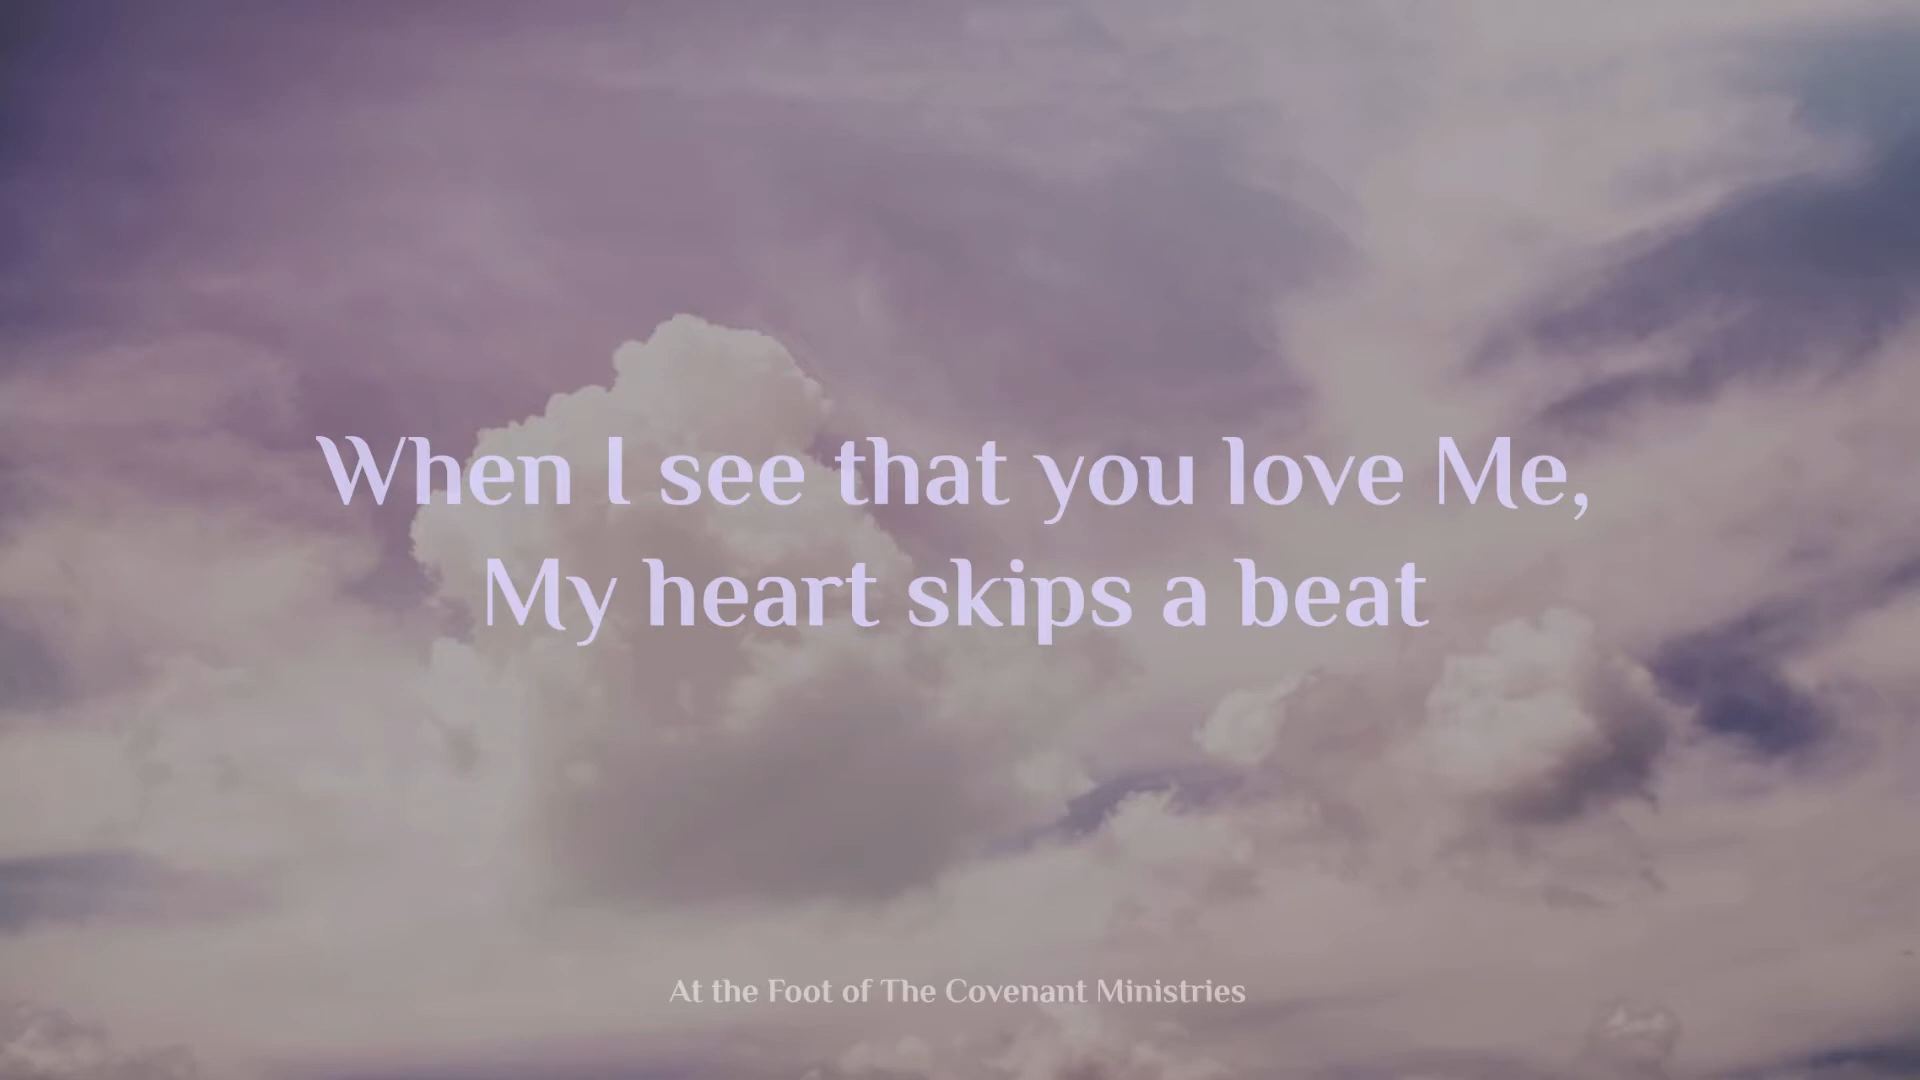 When I see that you love Me,
My heart skips a beat
At the Foot of The Covenant Ministries